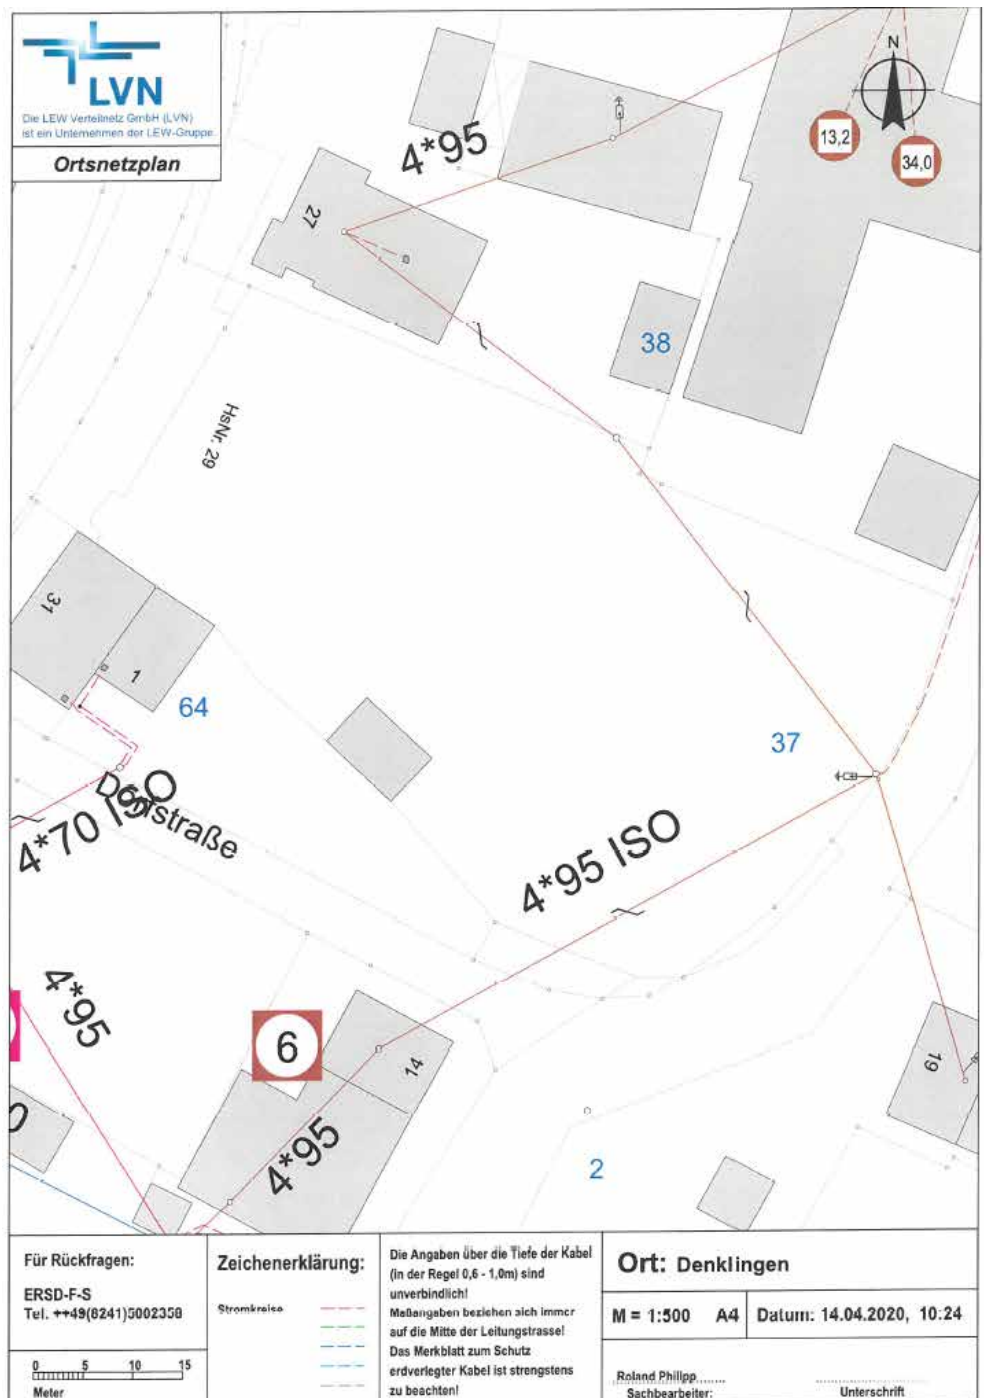 LVN
Die LEW Verteilnetz GmbH (LVN)
ist ein Unternehmen der LEW-Gruppe
Ortsnetzplan
N
13,2
34,0
4*95
27
38
HsNr. 29
31
1
64
37
Dorfstraße
4*70 ISO
4*95 ISO
4*95
6
14
19
4*95
2
Für Rückfragen:
ERSD-F-S
Tel. ++49(8241)5002358
0 5 10 15
Meter
Zeichenerklärung:
Stromkreise
Die Angaben über die Tiefe der Kabel
(in der Regel 0,6 - 1,0m) sind
unverbindlich!
Maßangaben beziehen sich immer
auf die Mitte der Leitungstrasse!
Das Merkblatt zum Schutz
erdverlegter Kabel ist strengstens
zu beachten!
Ort: Denklingen
M = 1:500 A4
Datum: 14.04.2020, 10:24
Roland Philipp
Sachbearbeiter:
Unterschrift